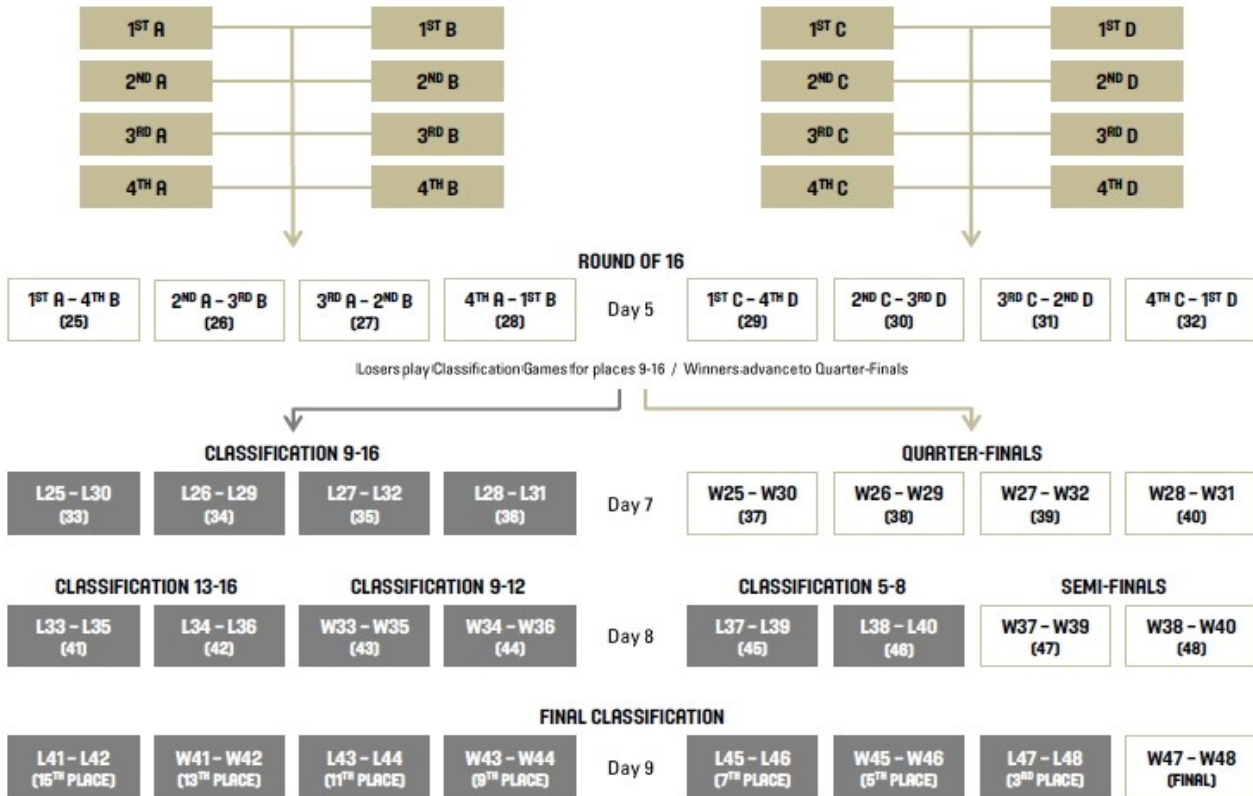 1ST A
1ST B
1ST C
1ST D
2ND A
2ND B
2ND C
2ND D
3RD A
3RD B
3RD C
3RD D
4TH A
4TH B
4TH C
4TH D
ROUND OF 16
1ST A – 4TH B
(25)
2ND A – 3RD B
(26)
3RD A – 2ND B
(27)
4TH A – 1ST B
(28)
Day 5
1ST C – 4TH D
(29)
2ND C – 3RD D
(30)
3RD C – 2ND D
(31)
4TH C – 1ST D
(32)
Losers play Classification Games for places 9-16 / Winners advance to Quarter-Finals
CLASSIFICATION 9-16
QUARTER-FINALS
L25 – L30
(33)
L26 – L29
(34)
L27 – L32
(35)
L28 – L31
(36)
Day 7
W25 – W30
(37)
W26 – W29
(38)
W27 – W32
(39)
W28 – W31
(40)
CLASSIFICATION 13-16
CLASSIFICATION 9-12
CLASSIFICATION 5-8
SEMI-FINALS
L33 – L35
(41)
L34 – L36
(42)
W33 – W35
(43)
W34 – W36
(44)
Day 8
L37 – L39
(45)
L38 – L40
(46)
W37 – W39
(47)
W38 – W40
(48)
FINAL CLASSIFICATION
L41 – L42
(15TH PLACE)
W41 – W42
(13TH PLACE)
L43 – L44
(11TH PLACE)
W43 – W44
(9TH PLACE)
Day 9
L45 – L46
(7TH PLACE)
W45 – W46
(5TH PLACE)
L47 – L48
(3RD PLACE)
W47 – W48
(FINAL)